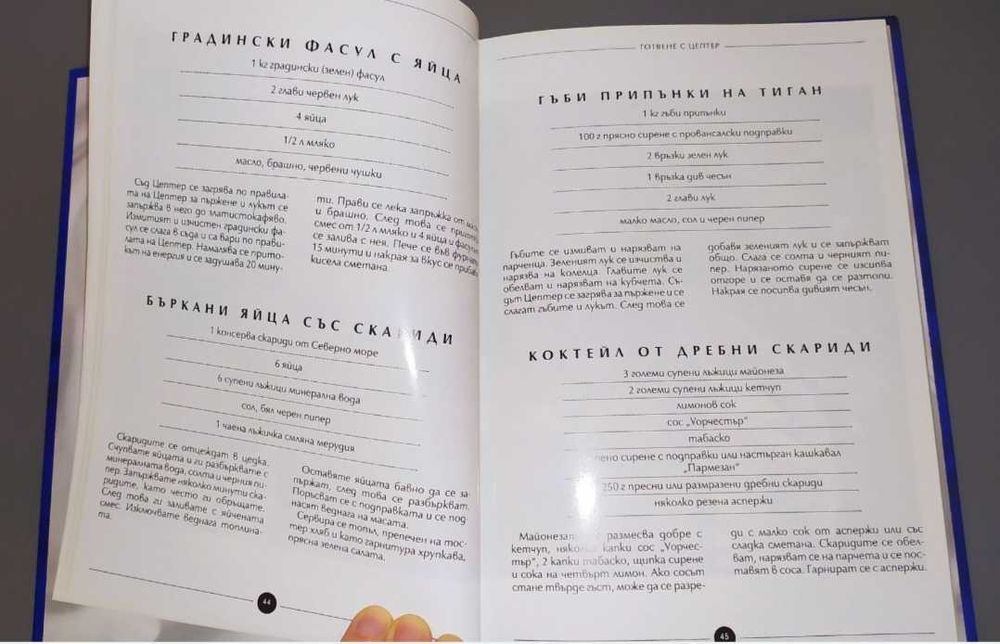 ГРАДИНСКИ ФАСУЛ С ЯЙЦА
1 кг градински (зелен) фасул
2 глави червен лук
4 яйца
1/2 л мляко
масло, брашно, червени чушки
Съд Цептер се загрява по правила-
та на Цептер за пържене и лукът се
запържва в него до златистокафяво.
Измитият и изчистен градински фа-
сул се слага в съда и се вари по прави-
лата на Цептер. Намалява се прито-
кът на енергия и се задушава 20 мину-
ти. Прави се лека запръжка от масло
и брашно. След това се
смес от 1/2 л мляко и 4 яйца и
се залива с нея. Пече се във
15 минути и накрая за вкус се
кисела сметана.
БЪРКАНИ ЯЙЦА СЪС СКАРИДИ
1 консерва скариди от Северно море
6 яйца
6 супени лъжици минерална вода
сол, бял черен пипер
1 чаена лъжичка смляна мерудия
Скаридите се отцеждат в цедка.
Счупвате яйцата и ги разбърквате с
минералната вода, солта и черния пи-
пер. Запържвате няколко минути ска-
ридите, като често ги обръщате.
След това ги заливате с яйчената
смес. Изключвате веднага топлина-
та.
Оставяте яйцата бавно да се за-
пържат, след това се разбъркват.
Поръсват се с подправката и се под-
насят веднага на масата.
Сервира се топъл, препечен на тос-
тер хляб и като гарнитура хрупкава,
прясна зелена салата.
44
ГОТВЕНЕ С ЦЕПТЕР
ГЪБИ ПРИПЪНКИ НА ТИГАН
1 кг гъби припънки
100 г прясно сирене с провансалски подправки
2 връзки зелен лук
1 връзка див чесън
2 глави лук
малко масло, сол и черен пипер
Гъбите се измиват и нарязват на
парченца. Зеленият лук се изчиства и
нарязва на колелца. Главите лук се
обелват и нарязват на кубчета. Съ-
дът Цептер се загрява за пържене и се
слагат гъбите и лукът. След това се
добавя зеленият лук и се запържват
общо. Слага се солта и черният пи-
пер. Нарязаното сирене се изсипва
отгоре и се оставя да се разтопи.
Накрая се посипва дивият чесън.
КОКТЕЙЛ ОТ ДРЕБНИ СКАРИДИ
3 големи супени лъжици майонеза
2 големи супени лъжици кетчуп
лимонов сок
сос „Уорчестър"
табаско
сирене с подправки или настърган кашкавал
„Пармезан"
250 г пресни или размразени дребни скариди
няколко резена аспержи
размесва добре с
кетчуп, няколко капки сос „Уорчес-
тър", 2 капки табаско, щипка сирене
и сока на четвърт лимон. Ако сосът
стане твърде гъст, може да се разре-
ди с малко сок от аспержи или със
сладка сметана. Скаридите се обел-
ват, нарязват се на парчета и се пос-
тавят в соса. Гарнират се с аспержи.
45